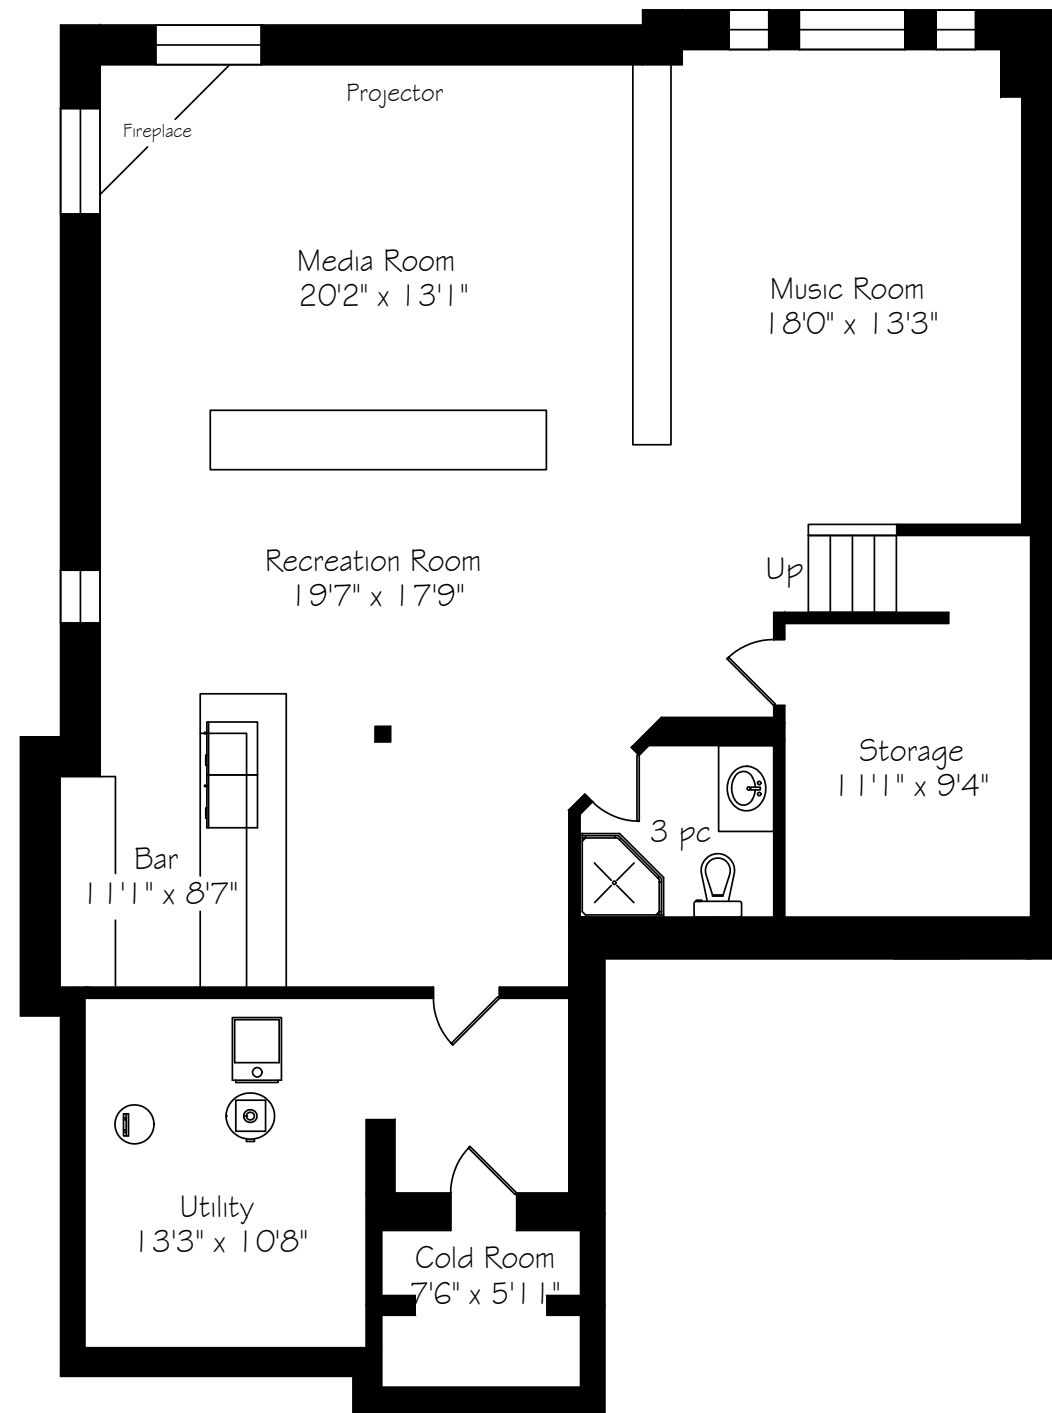 Projector
Fireplace
Media Room
20'2" x 13'1"
Music Room
18'0" x 13'3"
Recreation Room
19'7" x 17'9"
Up
Storage
11'1" x 9'4"
3 pc
Bar
11'1" x 8'7"
Utility
13'3" x 10'8"
Cold Room
7'6" x 5'11"